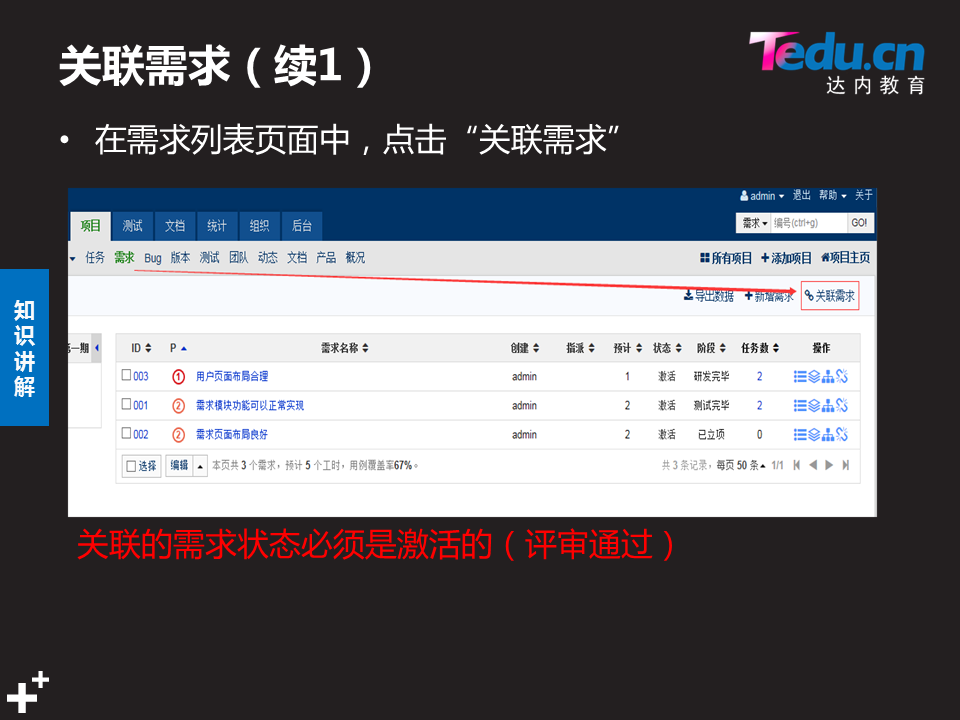 关联需求（续1）
Tedu.cn
达内教育
• 在需求列表页面中，点击“关联需求”
知识讲解
admin 退出 帮助 关于
项目 测试 文档 统计 组织 后台
需求 编号(ctrl+g) GO!
任务 需求 Bug 版本 测试 团队 动态 文档 产品 概况
所有项目 添加项目 项目主页
导出数据 新增需求 关联需求
一期
ID P 需求名称 创建 指派 预计 状态 阶段 任务数 操作
003 1 用户页面布局合理 admin 1 激活 研发完毕 2
001 2 需求模块功能可以正常实现 admin 2 激活 测试完毕 2
002 2 需求页面布局良好 admin 2 激活 已立项 0
选择 编辑 本页共 3 个需求，预计 5 个工时，用例覆盖率67%。 共 3 条记录，每页 50 条 1/1
关联的需求状态必须是激活的（评审通过）